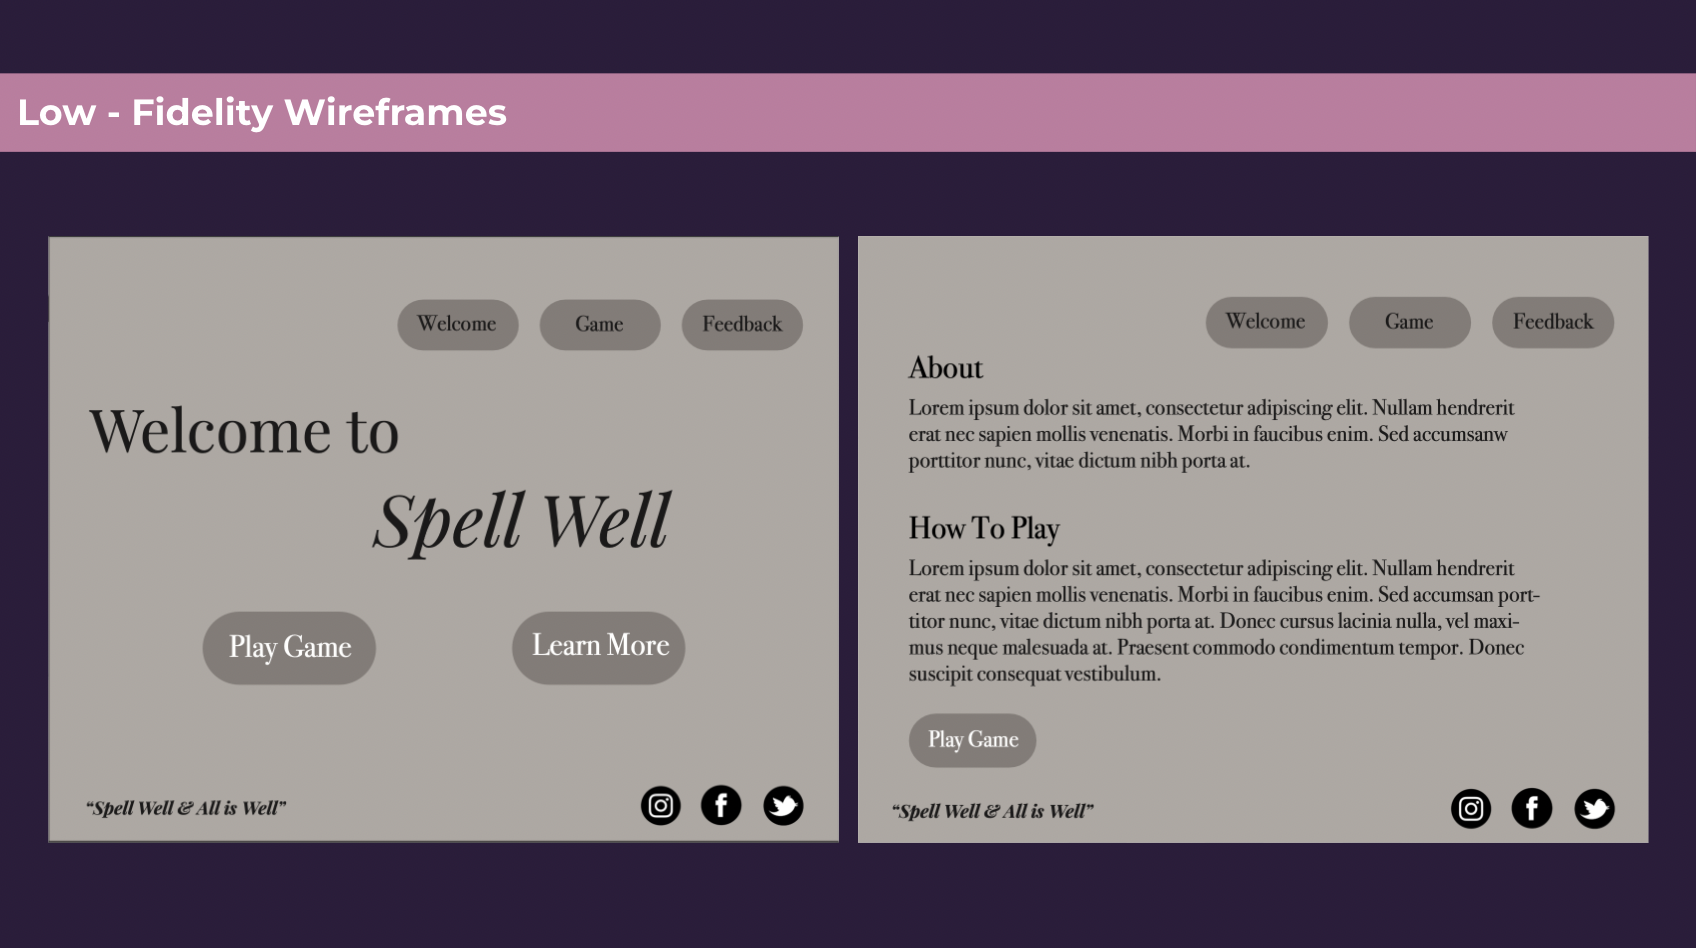 Low - Fidelity Wireframes
Welcome Game Feedback
Welcome to
Spell Well
Play Game Learn More
“Spell Well & All is Well”
Welcome Game Feedback
About
Lorem ipsum dolor sit amet, consectetur adipiscing elit. Nullam hendrerit
erat nec sapien mollis venenatis. Morbi in faucibus enim. Sed accumsanw
porttitor nunc, vitae dictum nibh porta at.
How To Play
Lorem ipsum dolor sit amet, consectetur adipiscing elit. Nullam hendrerit
erat nec sapien mollis venenatis. Morbi in faucibus enim. Sed accumsan port-
titor nunc, vitae dictum nibh porta at. Donec cursus lacinia nulla, vel maxi-
mus neque malesuada at. Praesent commodo condimentum tempor. Donec
suscipit consequat vestibulum.
Play Game
“Spell Well & All is Well”